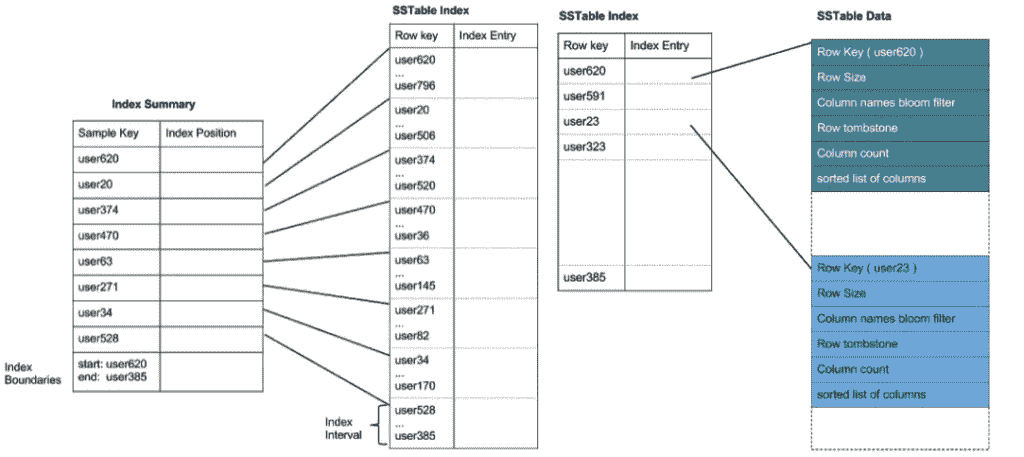 Index Summary
Sample Key Index Position
user620
user20
user374
user470
user63
user271
user34
user528
Index Boundaries
start: user620
end: user385
SSTable Index
Row key Index Entry
user620
...
user796
user20
...
user506
user374
...
user520
user470
...
user36
user63
...
user145
user271
...
user82
user34
...
user170
user528
...
user385
Index
Interval
SSTable Index
Row key Index Entry
user620
user591
user23
user323
user385
SSTable Data
Row Key ( user620 )
Row Size
Column names bloom filter
Row tombstone
Column count
sorted list of columns
Row Key ( user23 )
Row Size
Column names bloom filter
Row tombstone
Column count
sorted list of columns